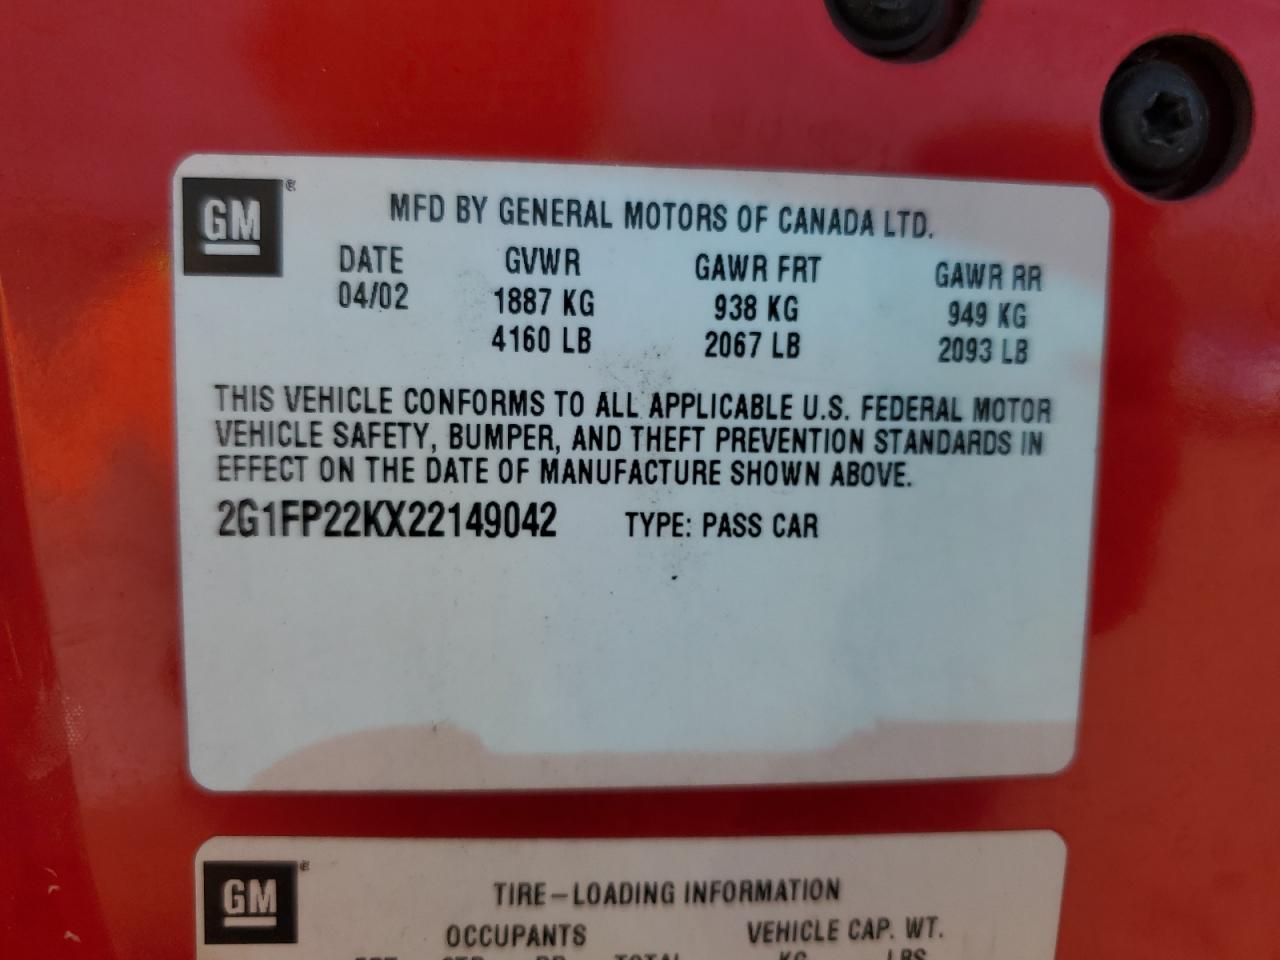 GM®
MFD BY GENERAL MOTORS OF CANADA LTD.
DATE GVWR GAWR FRT GAWR RR
04/02 1887 KG 938 KG 949 KG
4160 LB 2067 LB 2093 LB
THIS VEHICLE CONFORMS TO ALL APPLICABLE U.S. FEDERAL MOTOR
VEHICLE SAFETY, BUMPER, AND THEFT PREVENTION STANDARDS IN
EFFECT ON THE DATE OF MANUFACTURE SHOWN ABOVE.
2G1FP22KX22149042 TYPE: PASS CAR
GM®
TIRE-LOADING INFORMATION
OCCUPANTS VEHICLE CAP. WT.
TOTAL KG LBS